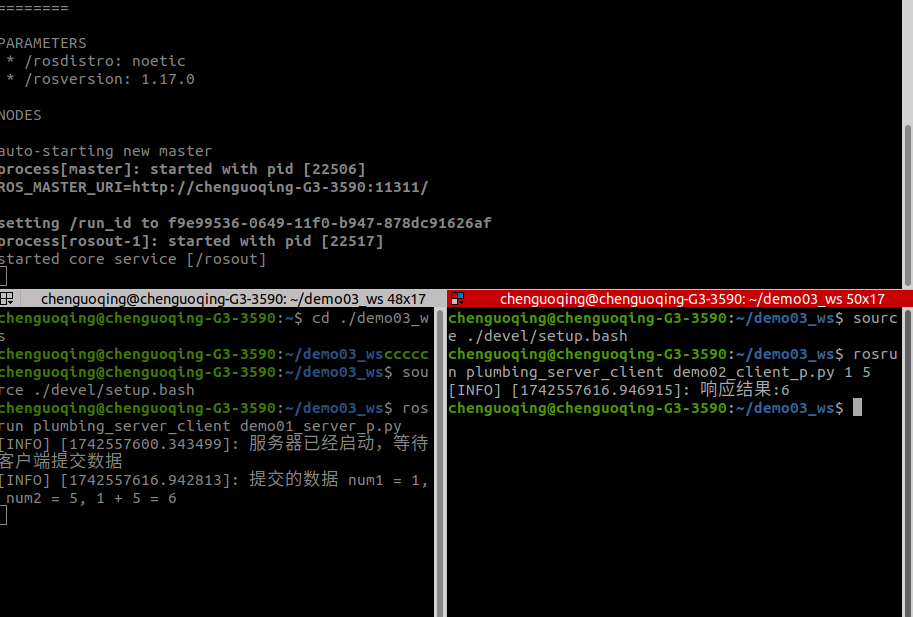 ========
PARAMETERS
* /rosdistro: noetic
* /rosversion: 1.17.0
NODES
auto-starting new master
process[master]: started with pid [22506]
ROS_MASTER_URI=http://chenguoqing-G3-3590:11311/
setting /run_id to f9e99536-0649-11f0-b947-878dc91626af
process[rosout-1]: started with pid [22517]
started core service [/rosout]
chenguoqing@chenguoqing-G3-3590: ~/demo03_ws 48x17
chenguoqing@chenguoqing-G3-3590:~$ cd ./demo03_w
s
chenguoqing@chenguoqing-G3-3590:~/demo03_wsccccc
chenguoqing@chenguoqing-G3-3590:~/demo03_ws$ sou
rce ./devel/setup.bash
chenguoqing@chenguoqing-G3-3590:~/demo03_ws$ ros
run plumbing_server_client demo01_server_p.py
[INFO] [1742557600.343499]: 服务器已经启动，等待
客户端提交数据
[INFO] [1742557616.942813]: 提交的数据 num1 = 1,
num2 = 5, 1 + 5 = 6
chenguoqing@chenguoqing-G3-3590: ~/demo03_ws 50x17
chenguoqing@chenguoqing-G3-3590:~/demo03_ws$ sourc
e ./devel/setup.bash
chenguoqing@chenguoqing-G3-3590:~/demo03_ws$ rosru
n plumbing_server_client demo02_client_p.py 1 5
[INFO] [1742557616.946915]: 响应结果:6
chenguoqing@chenguoqing-G3-3590:~/demo03_ws$